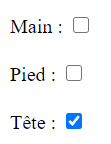 Main :
Pied :
Tête :